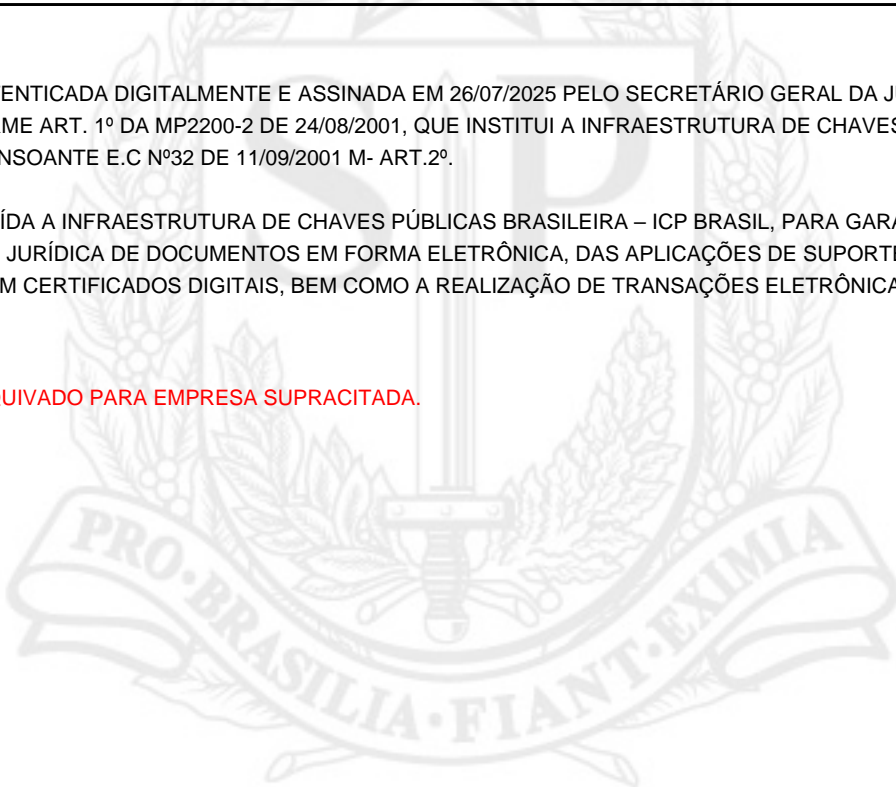 ENTICADA DIGITALMENTE E ASSINADA EM 26/07/2025 PELO SECRETÁRIO GERAL DA J
ME ART. 1º DA MP2200-2 DE 24/08/2001, QUE INSTITUI A INFRAESTRUTURA DE CHAVES
NSOANTE E.C Nº32 DE 11/09/2001 M- ART.2º.
ÍDA A INFRAESTRUTURA DE CHAVES PÚBLICAS BRASILEIRA – ICP BRASIL, PARA GARA
JURÍDICA DE DOCUMENTOS EM FORMA ELETRÔNICA, DAS APLICAÇÕES DE SUPORTE
M CERTIFICADOS DIGITAIS, BEM COMO A REALIZAÇÃO DE TRANSAÇÕES ELETRÔNICA
UIVADO PARA EMPRESA SUPRACITADA.
SP
PRO·BRASILIA·FIANT·EXIMIA